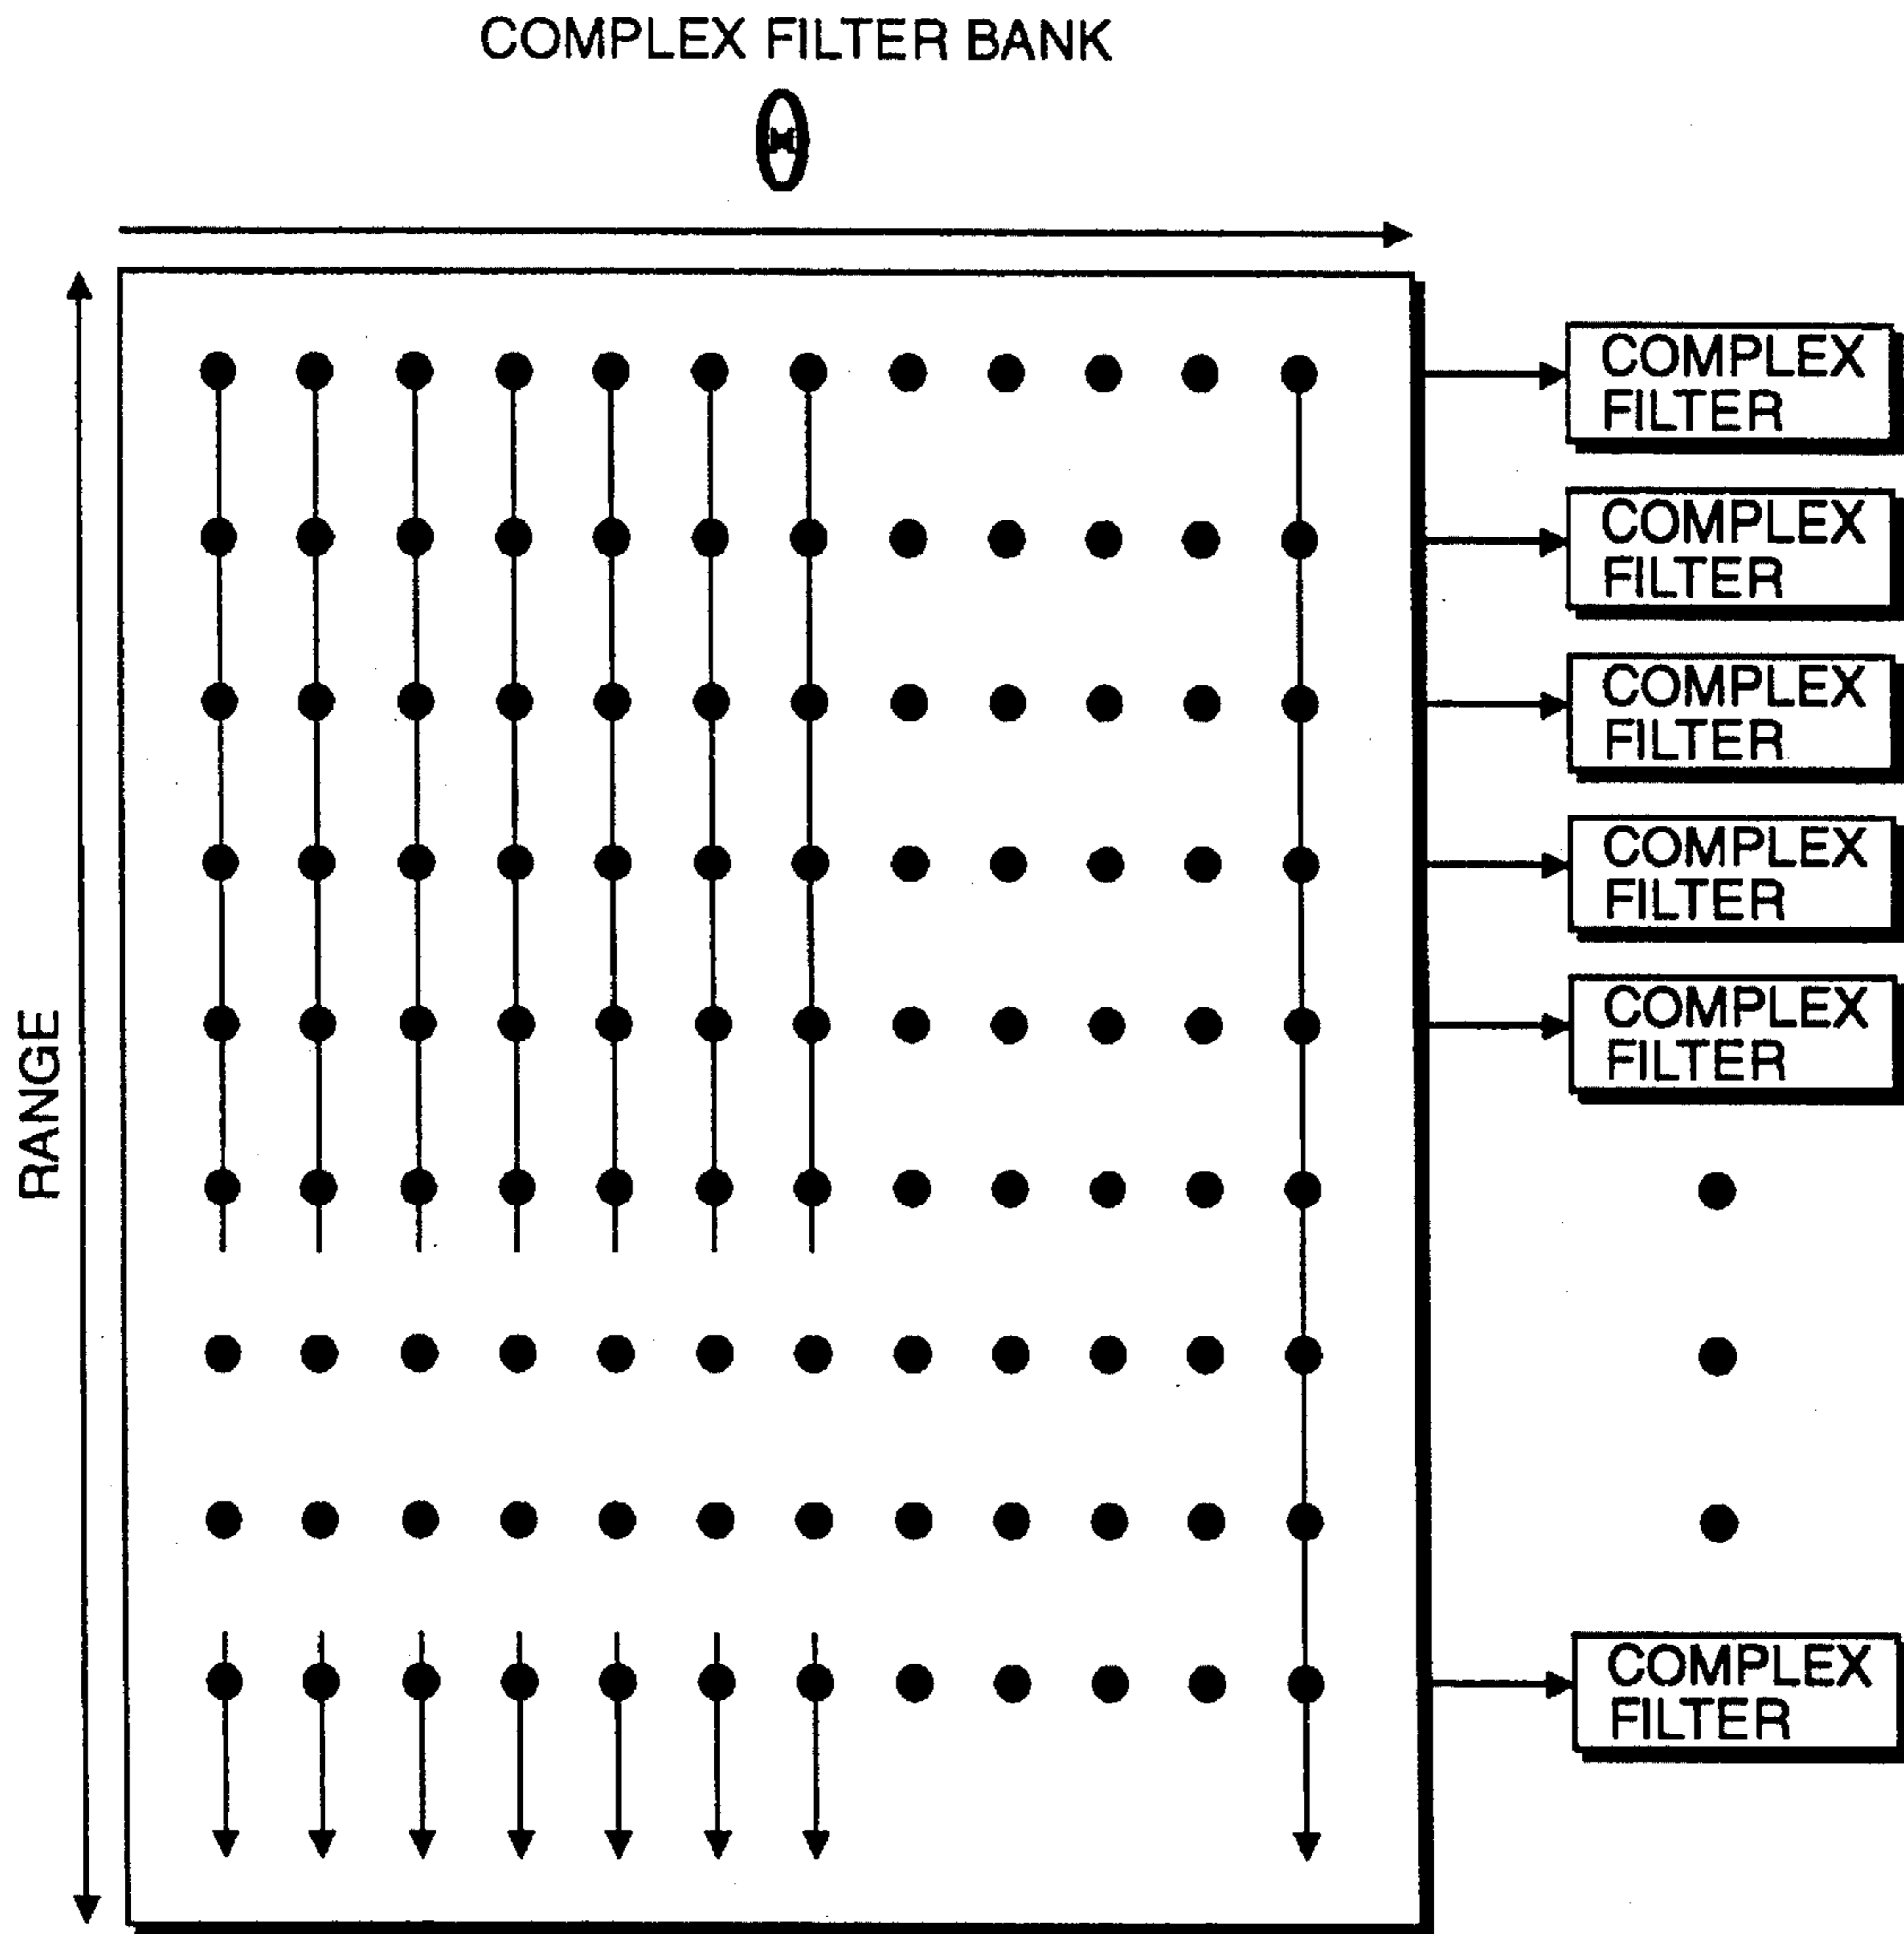 COMPLEX FILTER BANK
Θ
RANGE
COMPLEX
FILTER
COMPLEX
FILTER
COMPLEX
FILTER
COMPLEX
FILTER
COMPLEX
FILTER
COMPLEX
FILTER